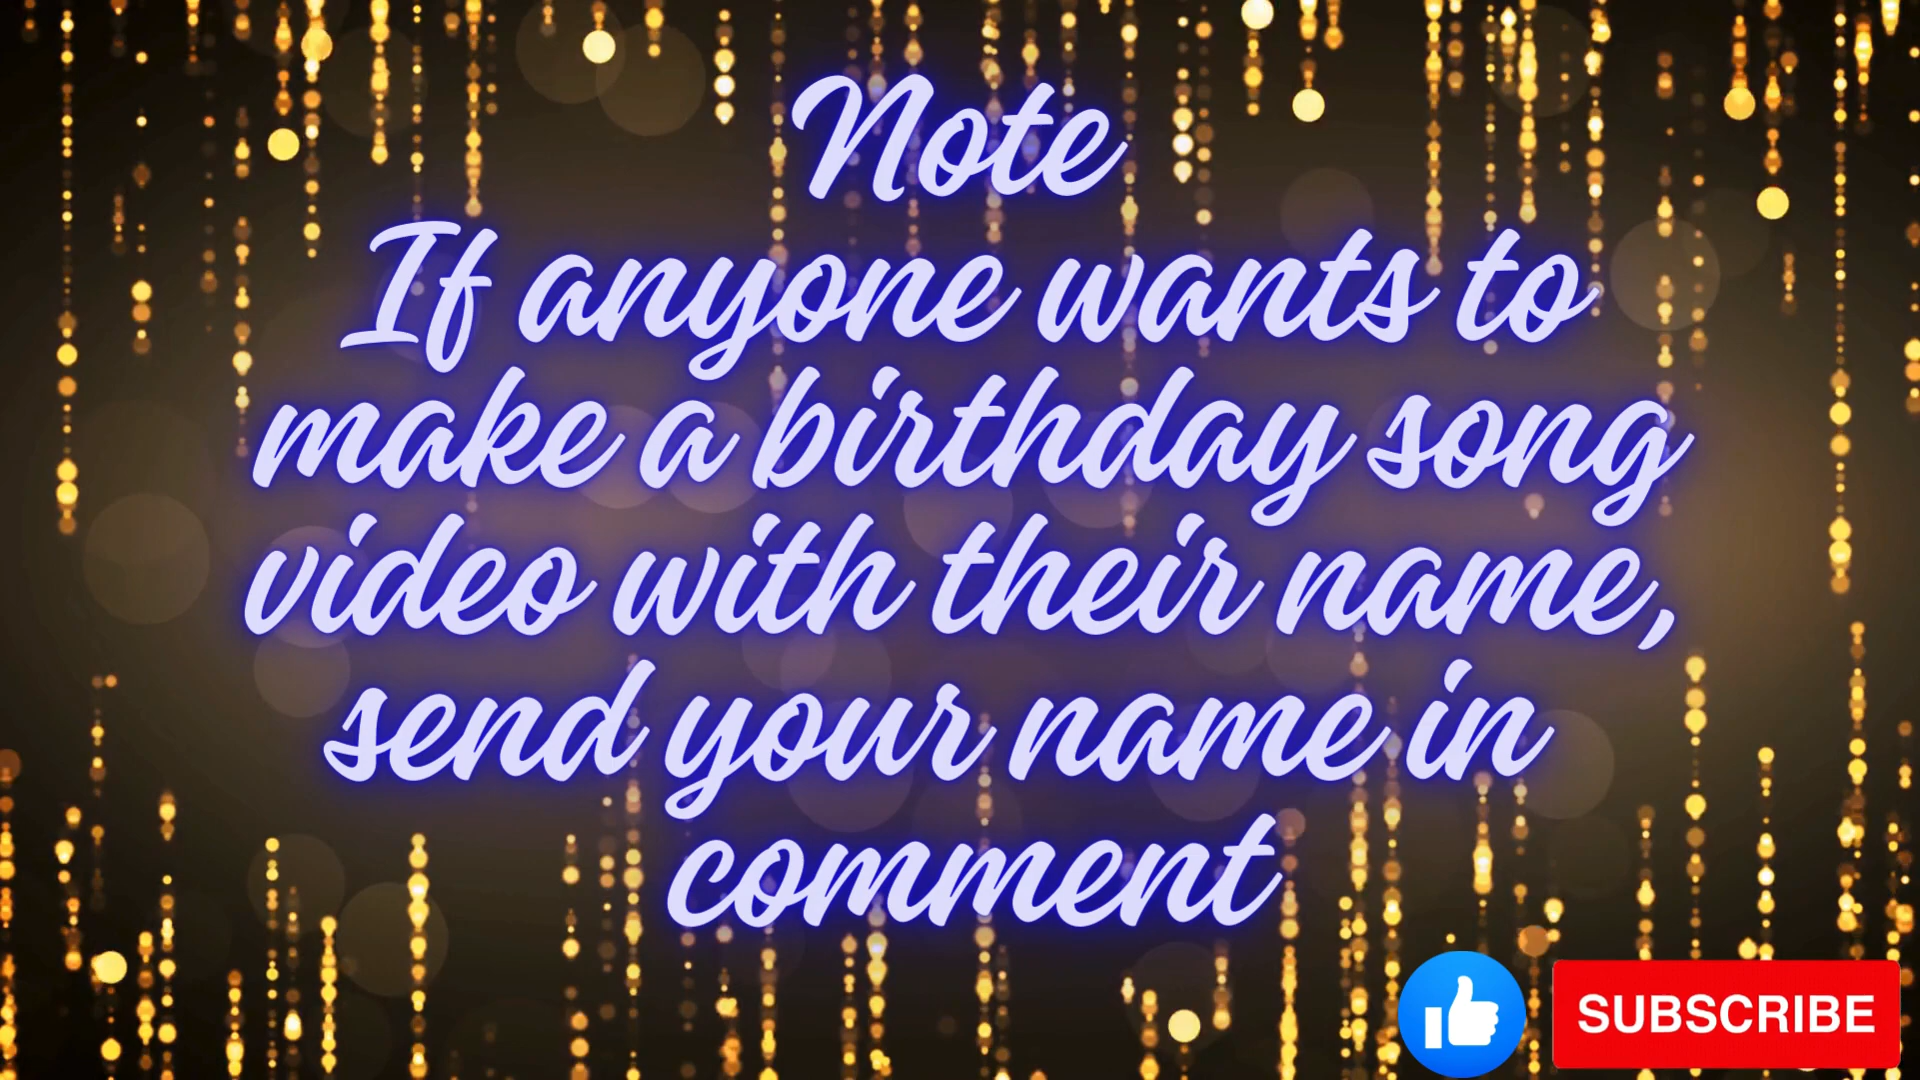 Note
If anyone wants to
make a birthday song
video with their name,
send your name in
comment
SUBSCRIBE